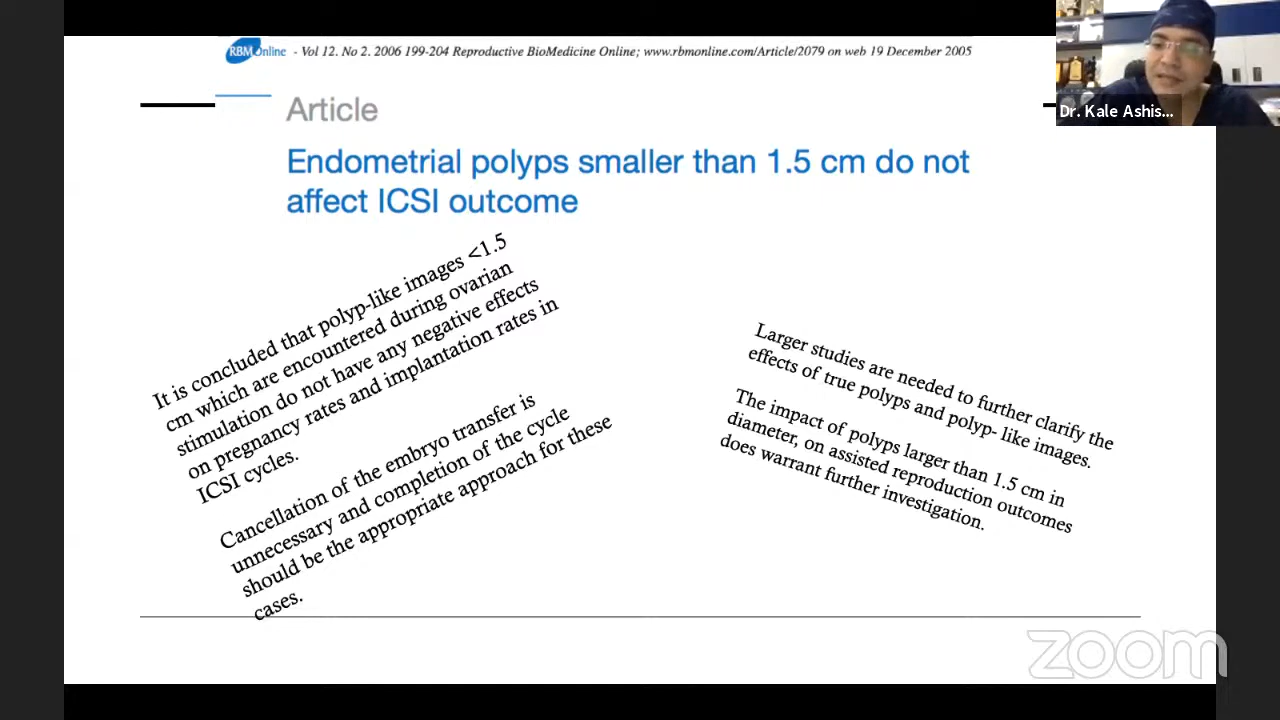 RBMOnline - Vol 12. No 2. 2006 199-204 Reproductive BioMedicine Online; www.rbmonline.com/Article/2079 on web 19 December 2005
Dr. Kale Ashis...
Article
Endometrial polyps smaller than 1.5 cm do not
affect ICSI outcome
It is concluded that polyp-like images <1.5
cm which are encountered during ovarian
stimulation do not have any negative effects
on pregnancy rates and implantation rates in
ICSI cycles.
Cancellation of the embryo transfer is
unnecessary and completion of the cycle
should be the appropriate approach for these
cases.
Larger studies are needed to further clarify the
effects of true polyps and polyp- like images.
The impact of polyps larger than 1.5 cm in
diameter, on assisted reproduction outcomes
does warrant further investigation.
zoom